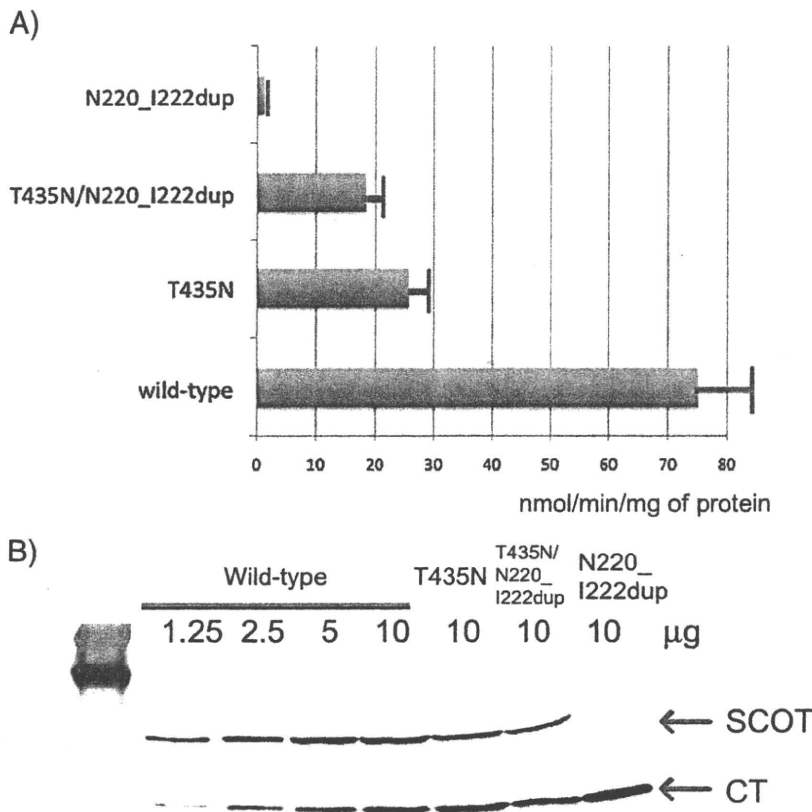 A)
N220_I222dup
T435N/N220_I222dup
T435N
wild-type
0 10 20 30 40 50 60 70 80
nmol/min/mg of protein
B)
Wild-type T435N T435N/ N220_
N220_ I222dup
I222dup
1.25 2.5 5 10 10 10 10 µg
SCOT
CT